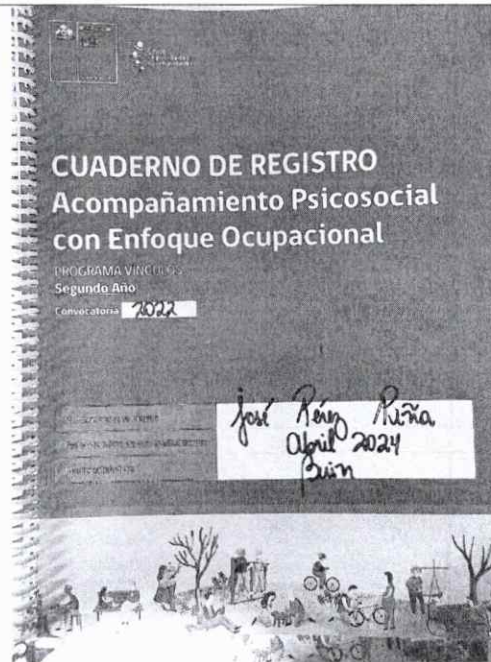 CUADERNO DE REGISTRO
Acompañamiento Psicosocial
con Enfoque Ocupacional
PROGRAMA VÍNCULOS
Segundo Año
Convocatoria 2022
José Pérez Riña
Abril 2024
Buin